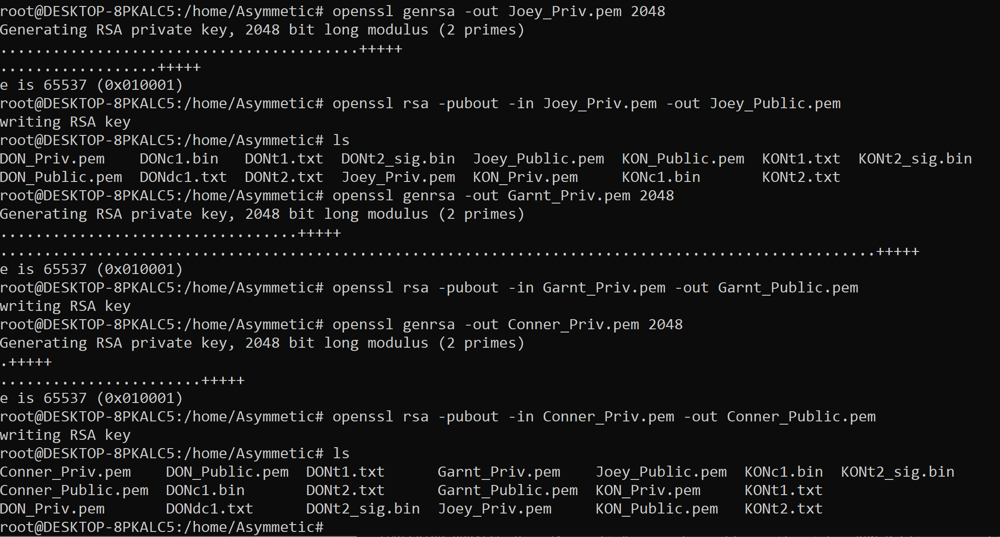 root@DESKTOP-8PKALC5:/home/Asymmetic# openssl genrsa -out Joey_Priv.pem 2048
Generating RSA private key, 2048 bit long modulus (2 primes)
.........................................+++++
..................+++++
e is 65537 (0x010001)
root@DESKTOP-8PKALC5:/home/Asymmetic# openssl rsa -pubout -in Joey_Priv.pem -out Joey_Public.pem
writing RSA key
root@DESKTOP-8PKALC5:/home/Asymmetic# ls
DON_Priv.pem    DONc1.bin   DONt1.txt  DONt2_sig.bin  Joey_Public.pem  KON_Public.pem  KONt1.txt  KONt2_sig.bin
DON_Public.pem  DONdc1.txt  DONt2.txt  Joey_Priv.pem  KON_Priv.pem     KONc1.bin       KONt2.txt
root@DESKTOP-8PKALC5:/home/Asymmetic# openssl genrsa -out Garnt_Priv.pem 2048
Generating RSA private key, 2048 bit long modulus (2 primes)
..................................+++++
....................................................................................................+++++
e is 65537 (0x010001)
root@DESKTOP-8PKALC5:/home/Asymmetic# openssl rsa -pubout -in Garnt_Priv.pem -out Garnt_Public.pem
writing RSA key
root@DESKTOP-8PKALC5:/home/Asymmetic# openssl genrsa -out Conner_Priv.pem 2048
Generating RSA private key, 2048 bit long modulus (2 primes)
.+++++
.......................+++++
e is 65537 (0x010001)
root@DESKTOP-8PKALC5:/home/Asymmetic# openssl rsa -pubout -in Conner_Priv.pem -out Conner_Public.pem
writing RSA key
root@DESKTOP-8PKALC5:/home/Asymmetic# ls
Conner_Priv.pem    DON_Public.pem  DONt1.txt      Garnt_Priv.pem    Joey_Public.pem  KONc1.bin  KONt2_sig.bin
Conner_Public.pem  DONc1.bin       DONt2.txt      Garnt_Public.pem  KON_Priv.pem     KONt1.txt
DON_Priv.pem       DONdc1.txt      DONt2_sig.bin  Joey_Priv.pem     KON_Public.pem   KONt2.txt
root@DESKTOP-8PKALC5:/home/Asymmetic#